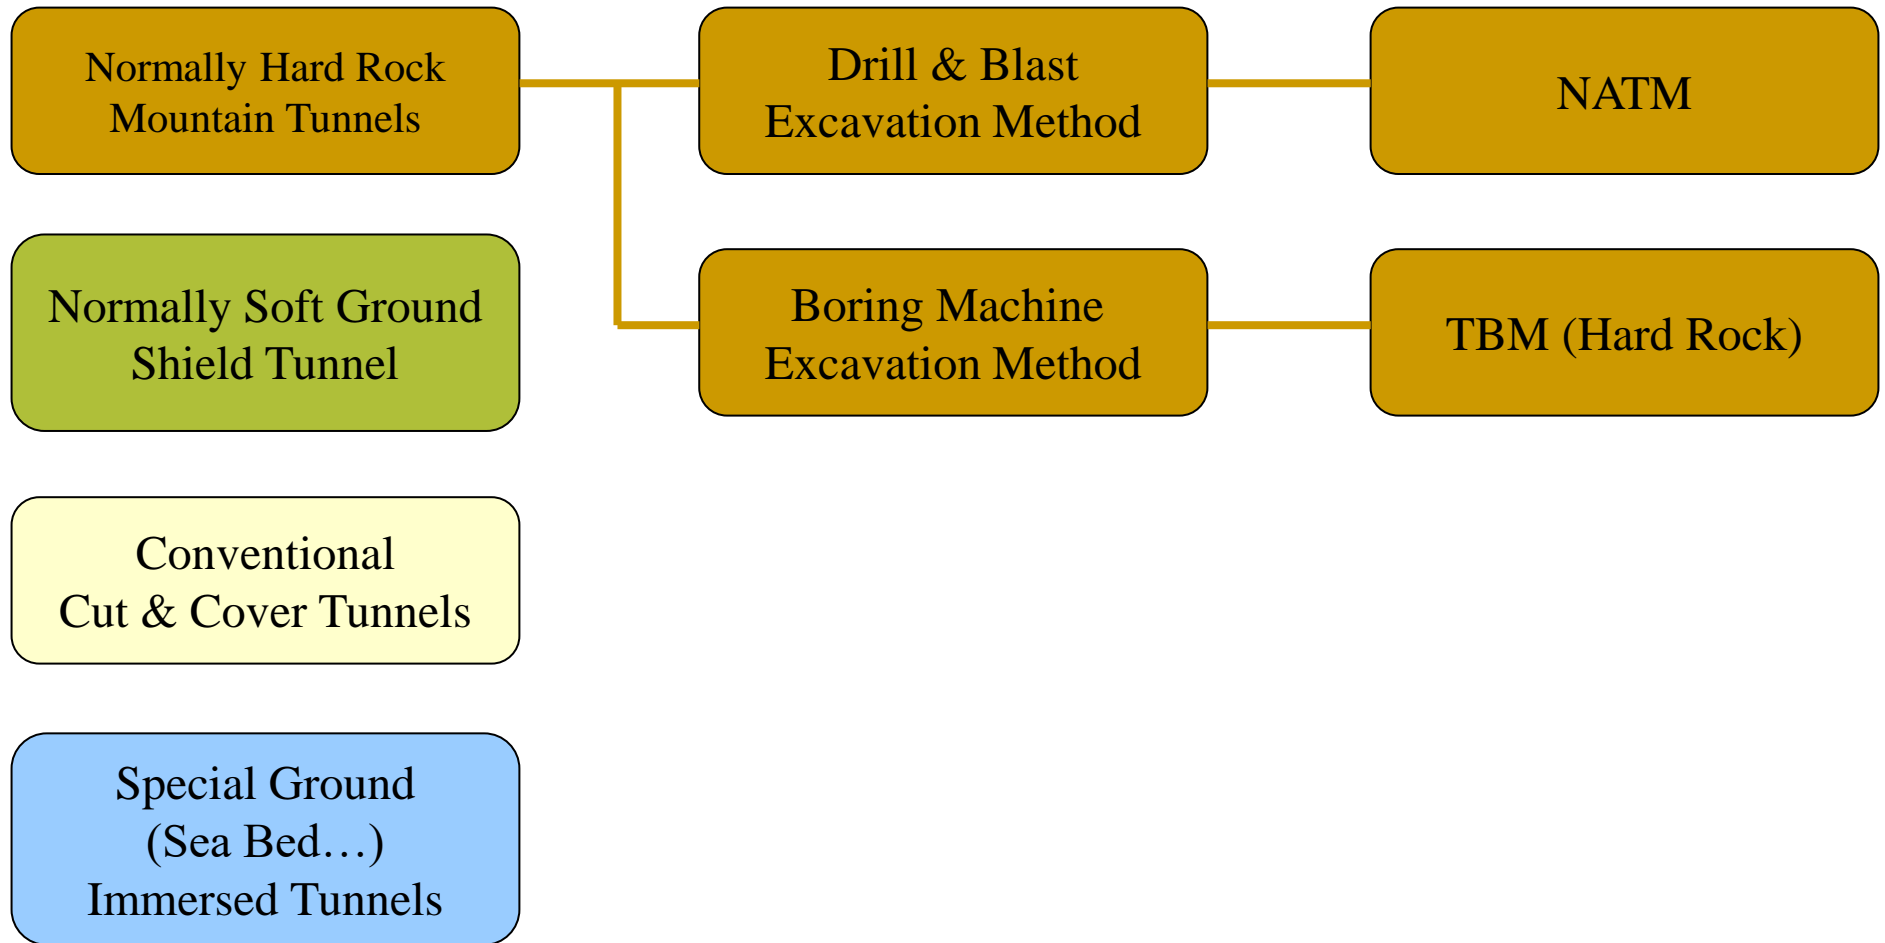 Normally Hard Rock
Mountain Tunnels
Drill & Blast
Excavation Method
NATM
Normally Soft Ground
Shield Tunnel
Boring Machine
Excavation Method
TBM (Hard Rock)
Conventional
Cut & Cover Tunnels
Special Ground
(Sea Bed…)
Immersed Tunnels